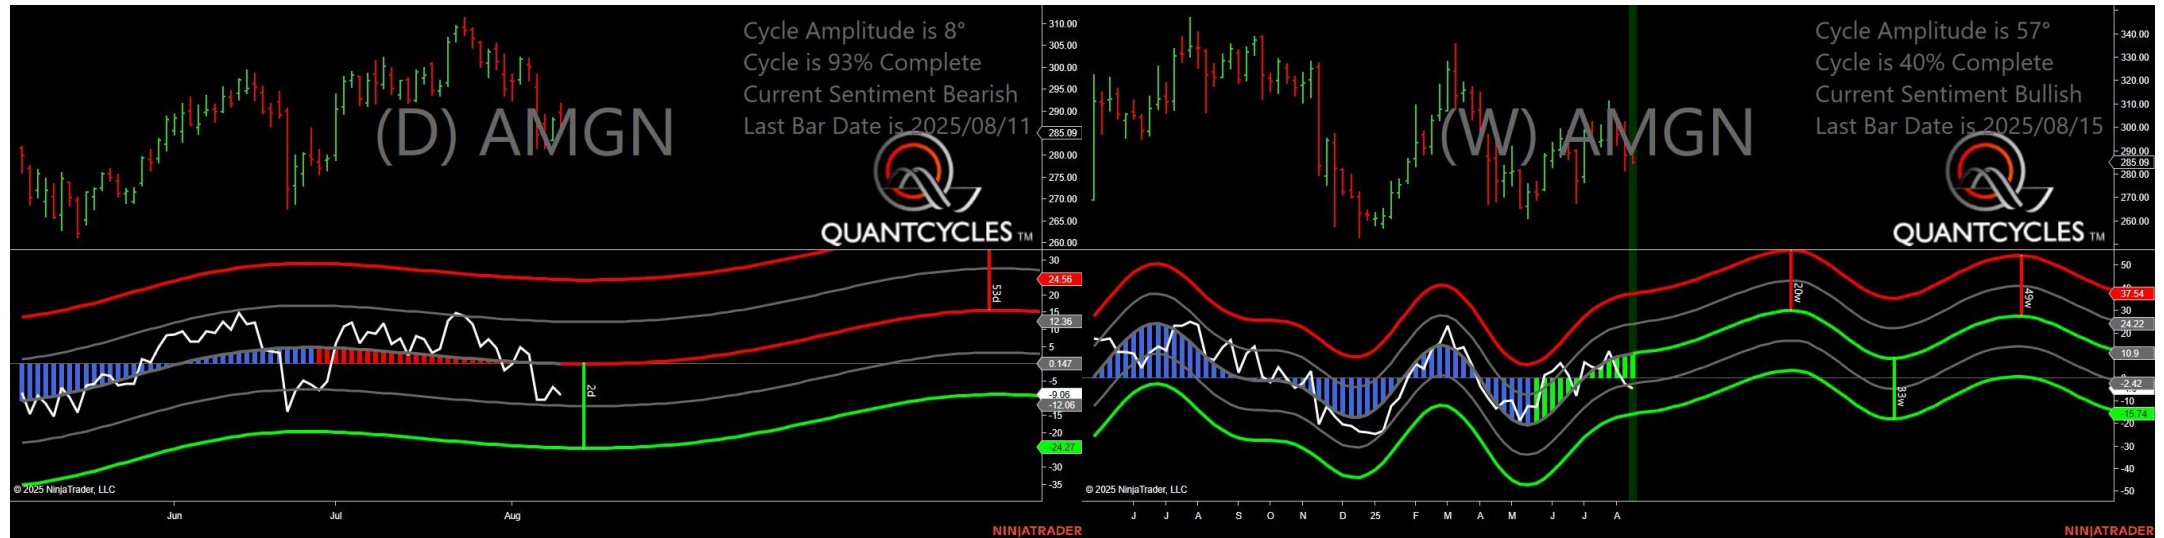 Cycle Amplitude is 8°
Cycle is 93% Complete
Current Sentiment Bearish
Last Bar Date is 2025/08/11
(D) AMGN
QUANTCYCLES TM
310.00
305.00
300.00
295.00
290.00
285.09
280.00
275.00
270.00
265.00
260.00
30
24.56
20
15
12.36
10
5
0.147
-5
-9.06
-12.06
-15
-20
-24.27
-30
-35
53d
2d
© 2025 NinjaTrader, LLC
Jun
Jul
Aug
NINJATRADER
Cycle Amplitude is 57°
Cycle is 40% Complete
Current Sentiment Bullish
Last Bar Date is 2025/08/15
(W) AMGN
QUANTCYCLES TM
340.00
330.00
320.00
310.00
300.00
290.00
285.09
280.00
270.00
260.00
50
40
37.54
30
24.22
20
10.9
-2.42
-10
-15.74
-20
-30
-40
-50
20w
33w
49w
© 2025 NinjaTrader, LLC
J J A S O N D 25 F M A M J J A
NINJATRADER